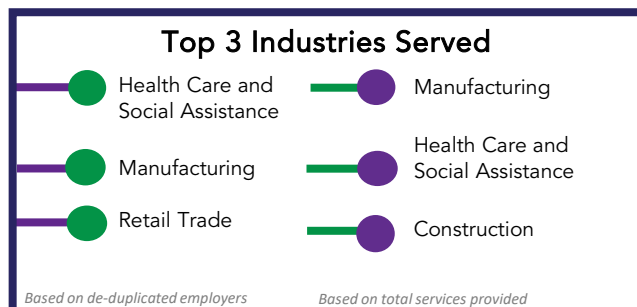 Top 3 Industries Served
Health Care and
Social Assistance
Manufacturing
Retail Trade
Based on de-duplicated employers
Manufacturing
Health Care and
Social Assistance
Construction
Based on total services provided